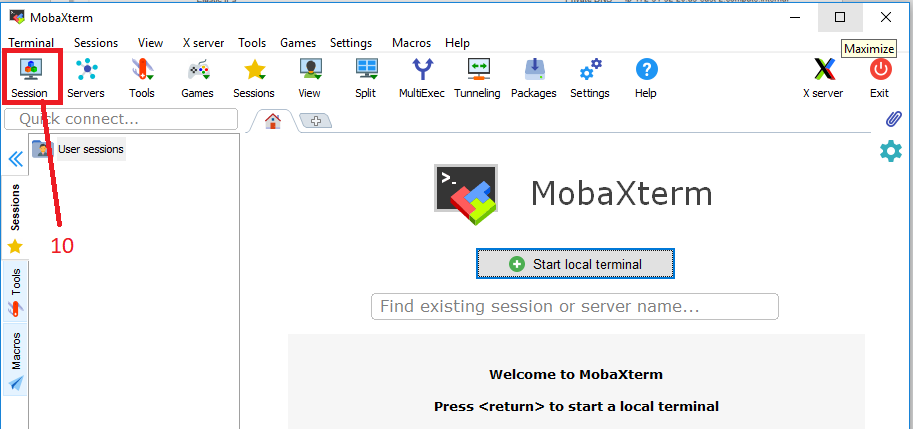 MobaXterm
Terminal Sessions View X server Tools Games Settings Macros Help
Maximize
Session Servers Tools Games Sessions View Split MultiExec Tunneling Packages Settings Help X server Exit
Quick connect...
User sessions
Sessions
Tools
Macros
10
>_
MobaXterm
Start local terminal
Find existing session or server name...
Welcome to MobaXterm
Press <return> to start a local terminal